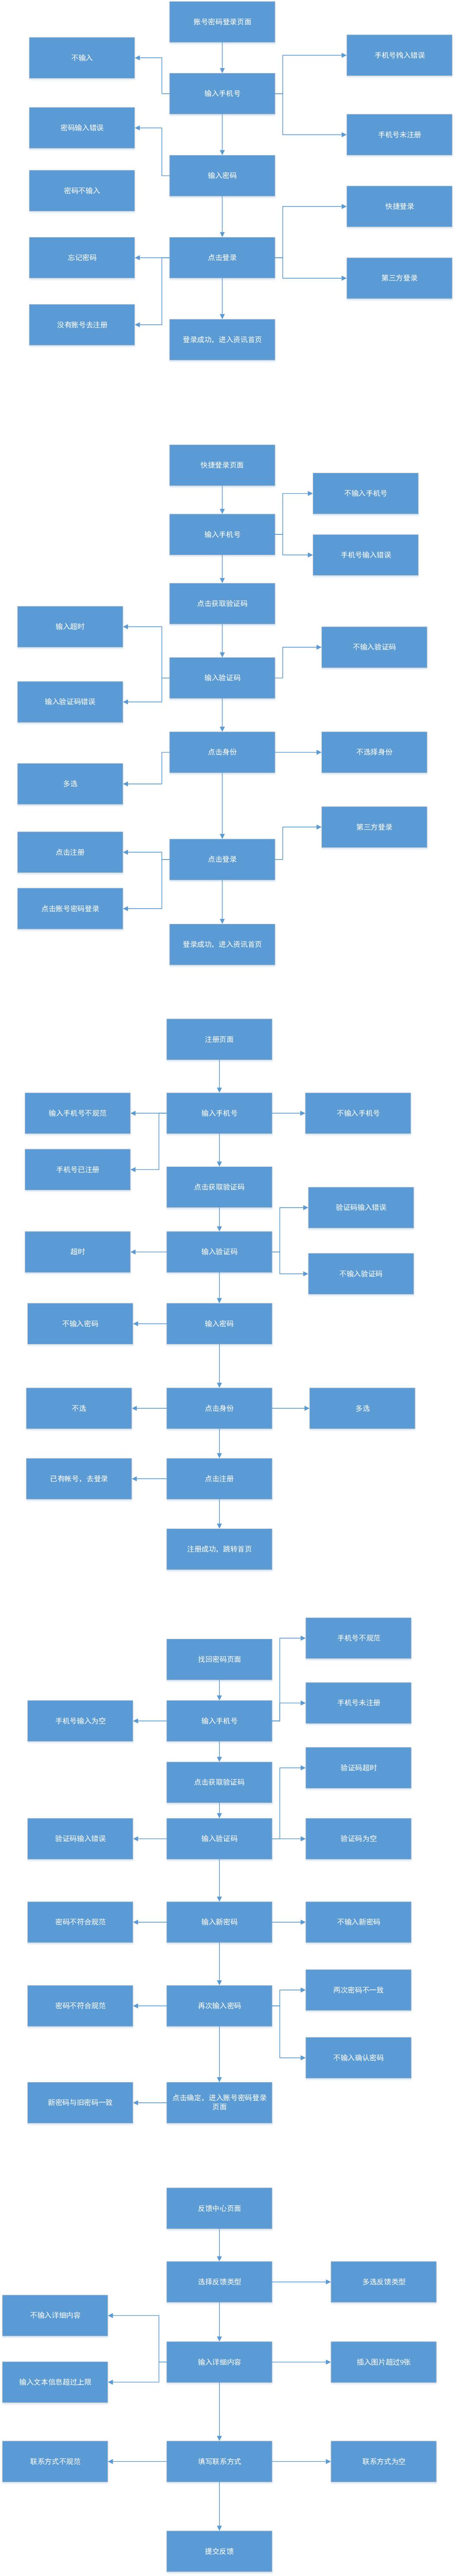 账号密码登录页面
不输入
手机号纯入错误
输入手机号
密码输入错误
手机号未注册
输入密码
密码不输入
快捷登录
忘记密码
点击登录
第三方登录
没有账号去注册
登录成功，进入资讯首页
快捷登录页面
不输入手机号
输入手机号
手机号输入错误
点击获取验证码
输入超时
不输入验证码
输入验证码
输入验证码错误
点击身份
不选择身份
多选
第三方登录
点击注册
点击登录
点击账号密码登录
登录成功，进入资讯首页
注册页面
输入手机号不规范
输入手机号
不输入手机号
手机号已注册
点击获取验证码
验证码输入错误
超时
输入验证码
不输入验证码
不输入密码
输入密码
不选
点击身份
多选
已有帐号，去登录
点击注册
注册成功，跳转首页
手机号不规范
找回密码页面
手机号未注册
手机号输入为空
输入手机号
验证码超时
点击获取验证码
验证码输入错误
输入验证码
验证码为空
密码不符合规范
输入新密码
不输入新密码
两次密码不一致
密码不符合规范
再次输入密码
不输入确认密码
新密码与旧密码一致
点击确定，进入账号密码登录
页面
反馈中心页面
选择反馈类型
多选反馈类型
不输入详细内容
输入详细内容
插入图片超过9张
输入文本信息超过上限
联系方式不规范
填写联系方式
联系方式为空
提交反馈